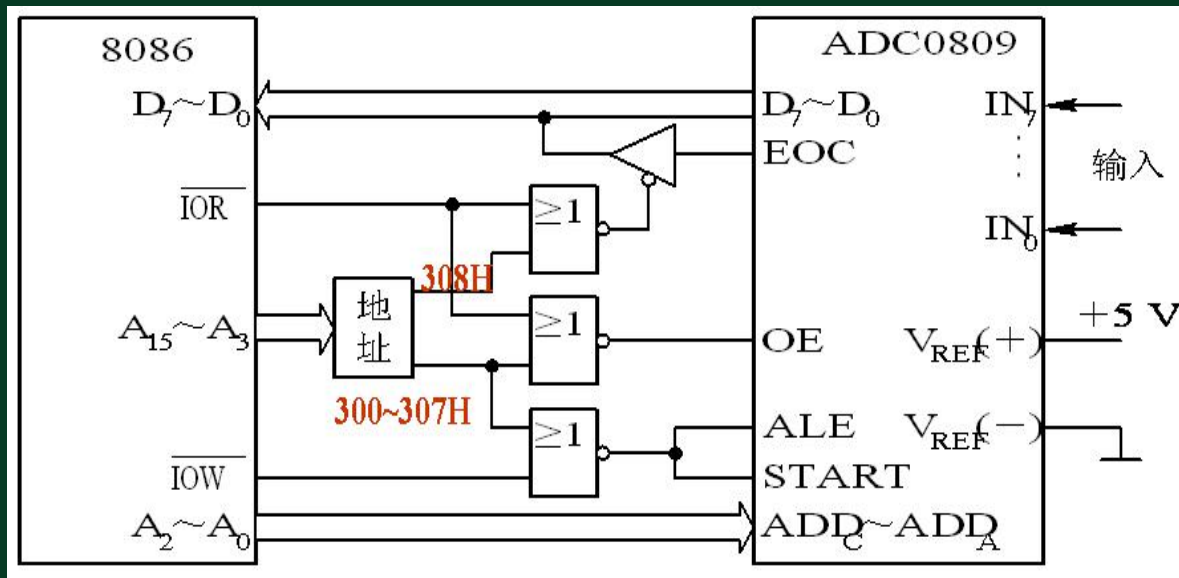 8086
ADC0809
D7~D0
D7~D0
IN7
EOC
输入
IOR
≥1
IN0
308H
地址
+5 V
A15~A3
≥1
OE
VREF(+)
300~307H
≥1
ALE
VREF(−)
IOW
START
A2~A0
ADDC~ADDA